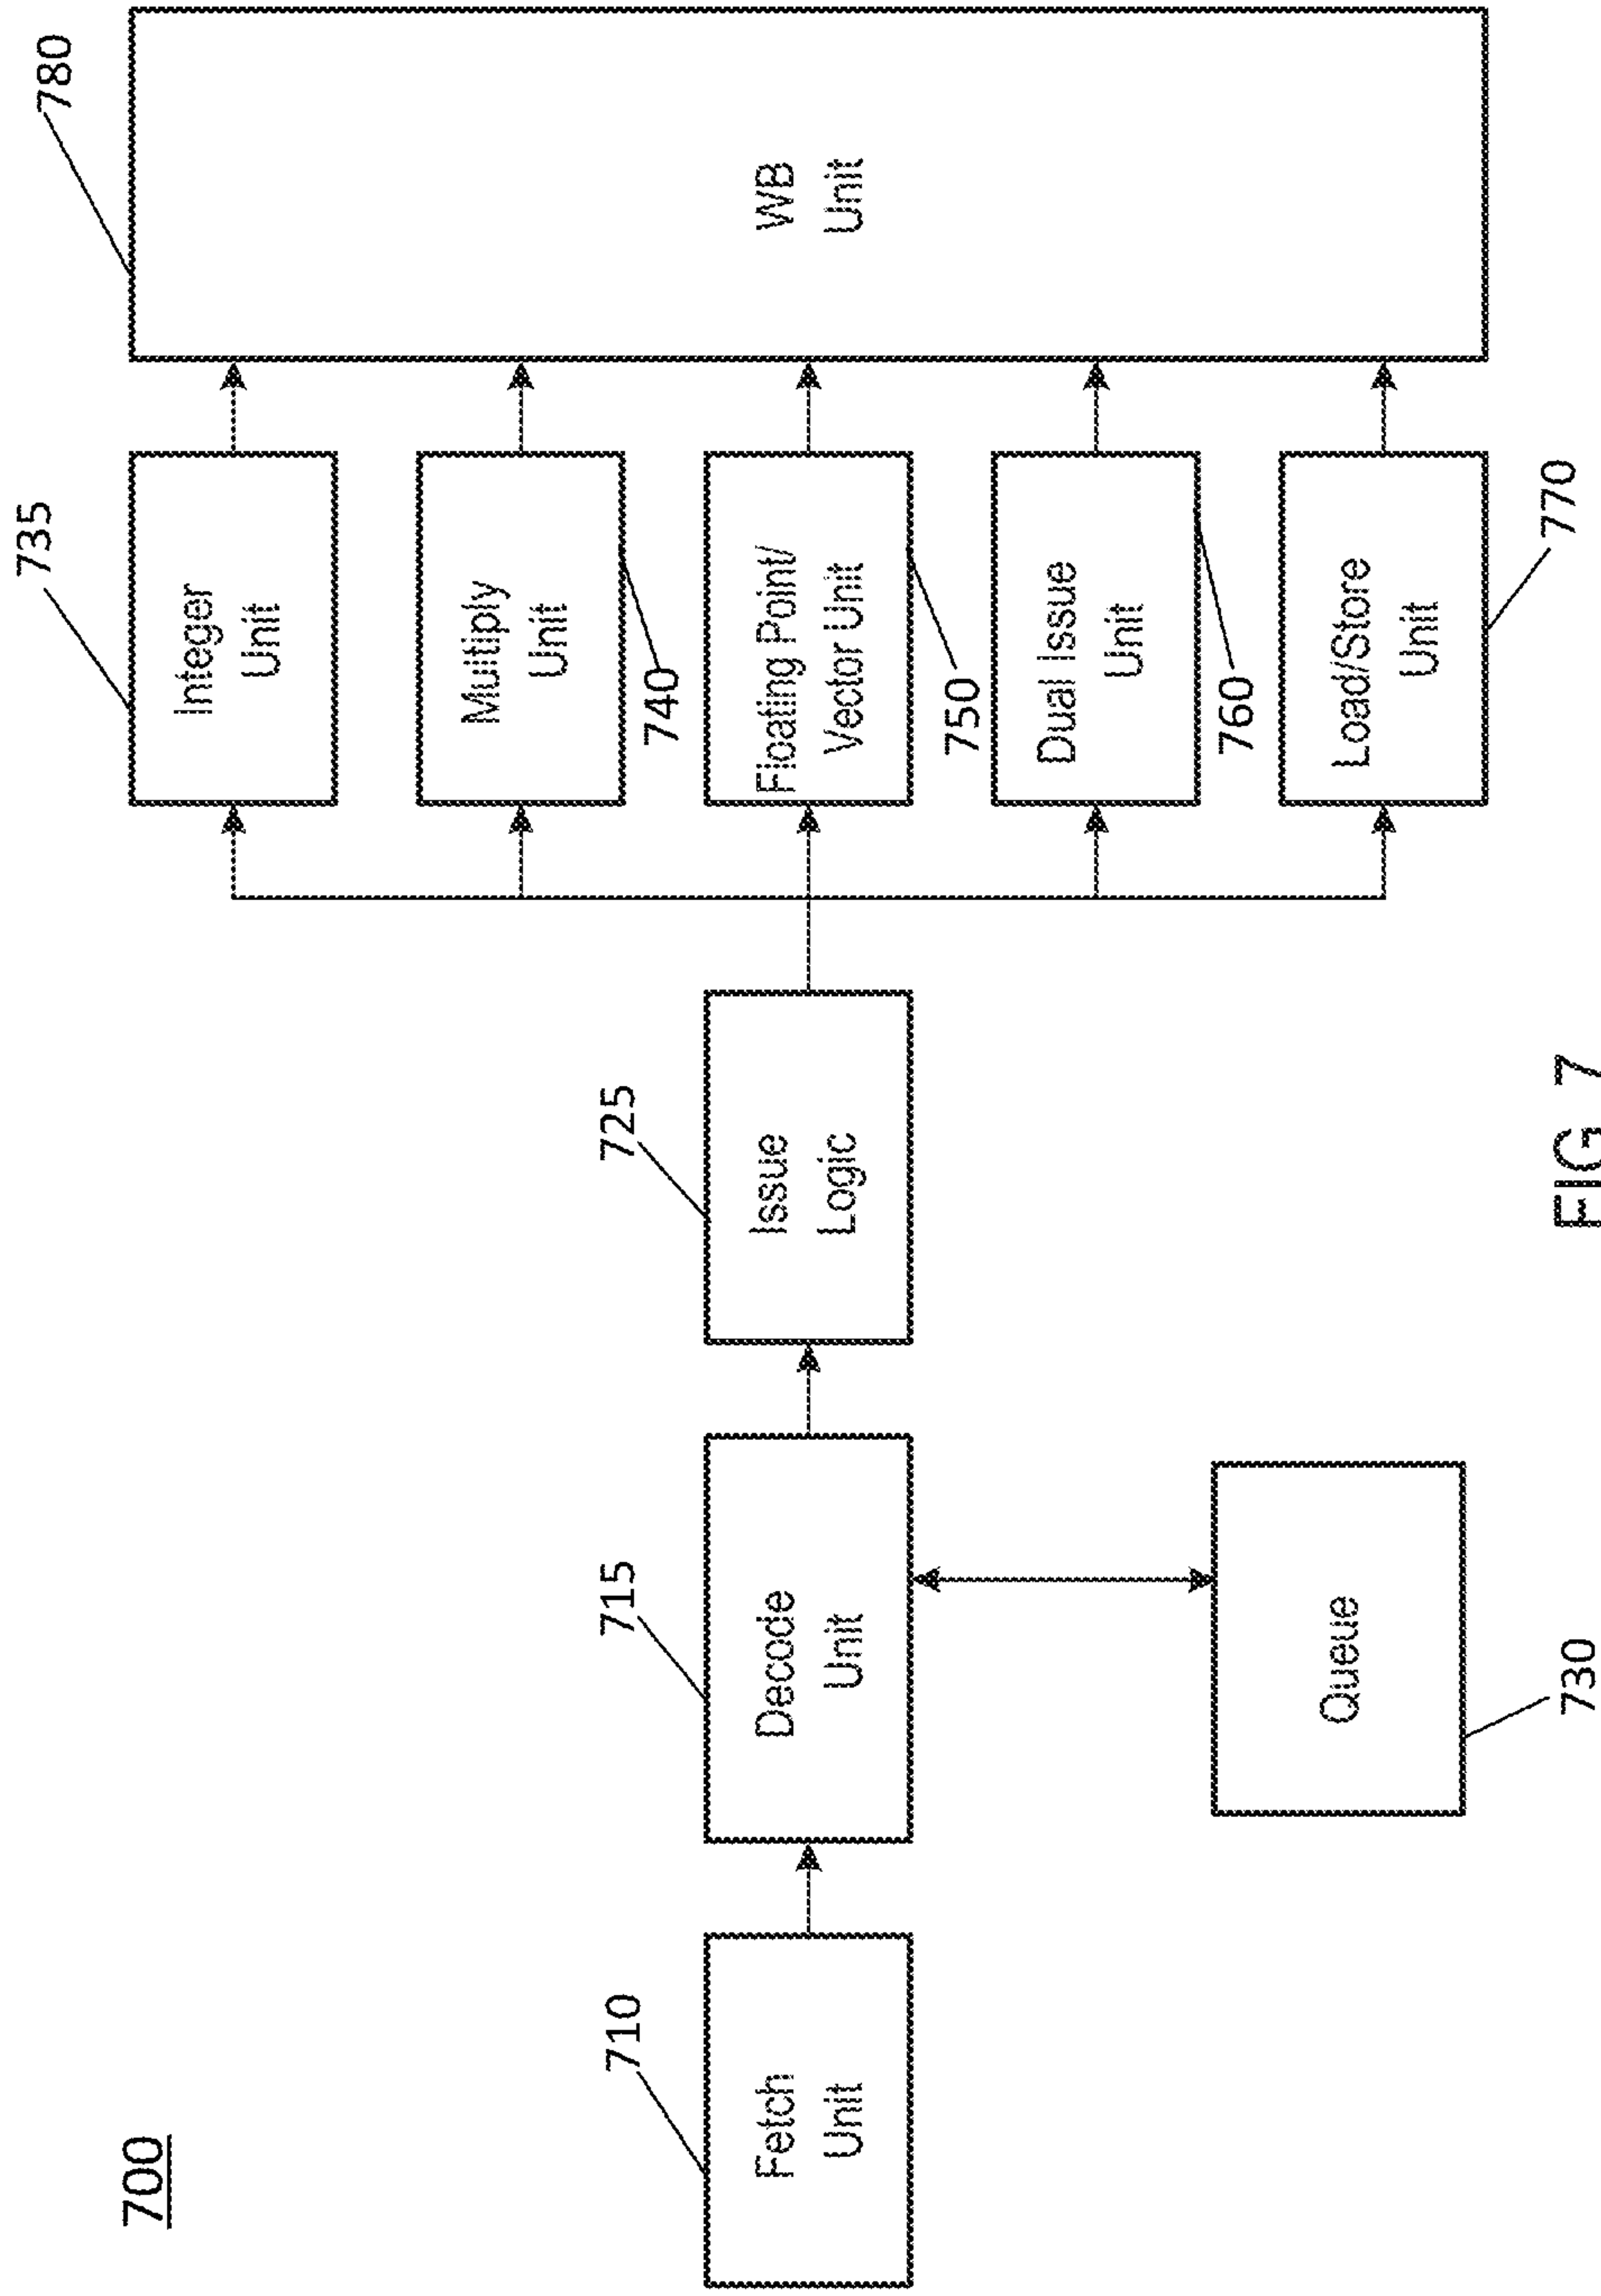 700
710
Fetch
Unit
715
Decode
Unit
730
Queue
725
Issue
Logic
735
Integer
Unit
740
Multiply
Unit
750
Floating Point/
Vector Unit
760
Dual Issue
Unit
770
Load/Store
Unit
780
WB
Unit
FIG. 7